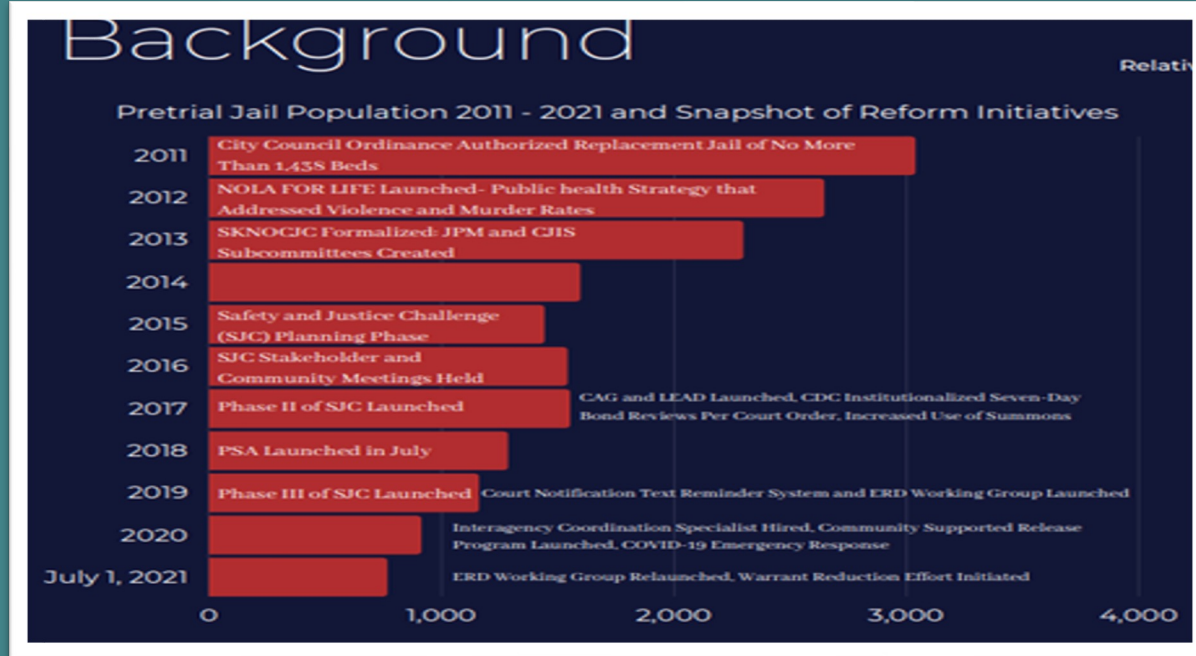 Background
Relativ
Pretrial Jail Population 2011 - 2021 and Snapshot of Reform Initiatives
2011
City Council Ordinance Authorized Replacement Jail of No More
Than 1,438 Beds
2012
NOLA FOR LIFE Launched- Public health Strategy that
Addressed Violence and Murder Rates
2013
SKNOCJC Formalized: JPM and CJIS
Subcommittees Created
2014
2015
Safety and Justice Challenge
(SJC) Planning Phase
2016
SJC Stakeholder and
Community Meetings Held
2017
Phase II of SJC Launched
CAG and LEAD Launched, CDC Institutionalized Seven-Day
Bond Reviews Per Court Order, Increased Use of Summons
2018
PSA Launched in July
2019
Phase III of SJC Launched
Court Notification Text Reminder System and ERD Working Group Launched
2020
Interagency Coordination Specialist Hired, Community Supported Release
Program Launched, COVID-19 Emergency Response
July 1, 2021
ERD Working Group Relaunched, Warrant Reduction Effort Initiated
0 1,000 2,000 3,000 4,000